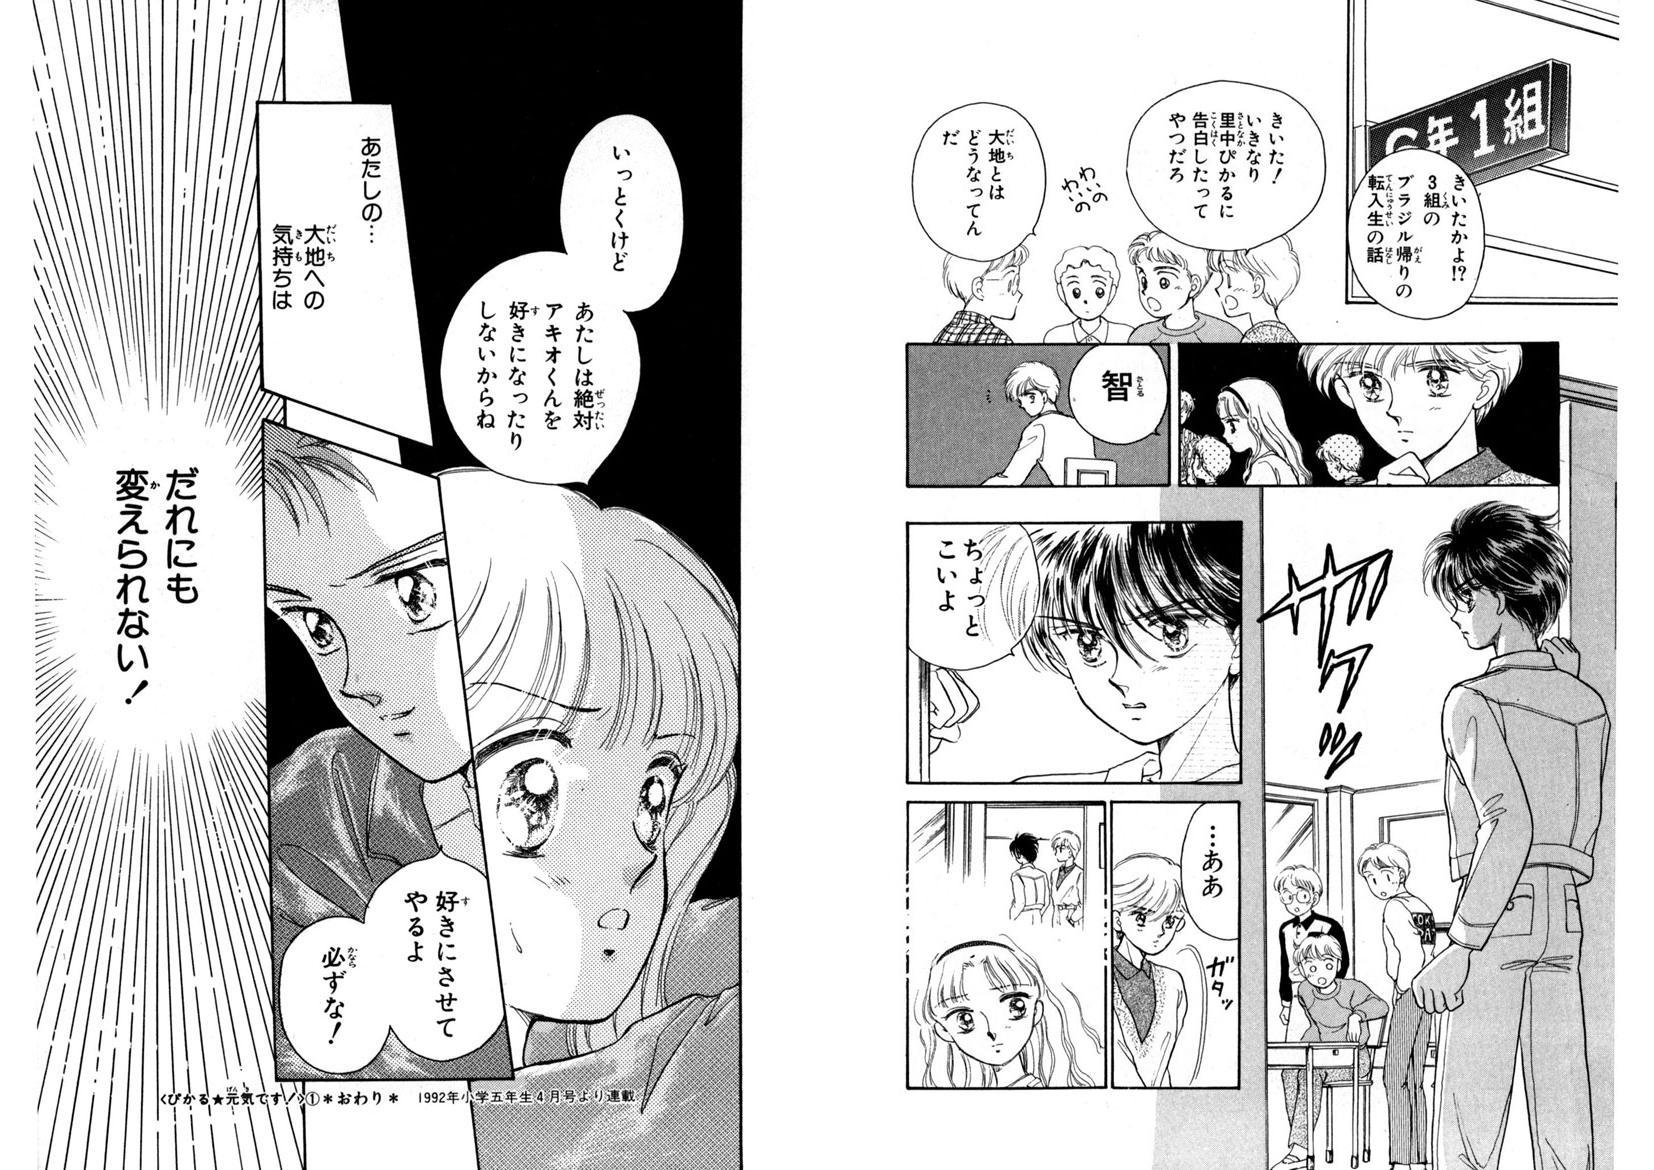 6年1組
きいたかよ!?
3組の
ブラジル帰りの
転入生の話
きいた!
いきなり
里中ぴかるに
告白したって
やつだろ
わいの
わいの
大地とは
どうなってん
だ
智
ザワッ
ちょっと
こいよ
…ああ
ガタッ
いっとくけど
あたしは絶対
アキオくんを
好きになったり
しないからね
好きにさせて
やるよ
必ずな!
あたしの…
大地への
気持ちは
だれにも
変えられない!
<ぴかる★元気です!>①*おわり* 1992年小学五年生4月号より連載